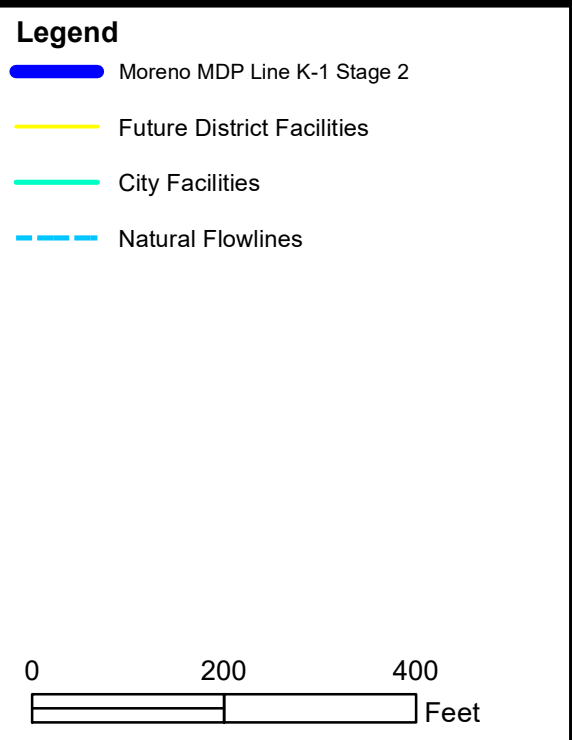 Legend
Moreno MDP Line K-1 Stage 2
Future District Facilities
City Facilities
Natural Flowlines
0 200 400
Feet